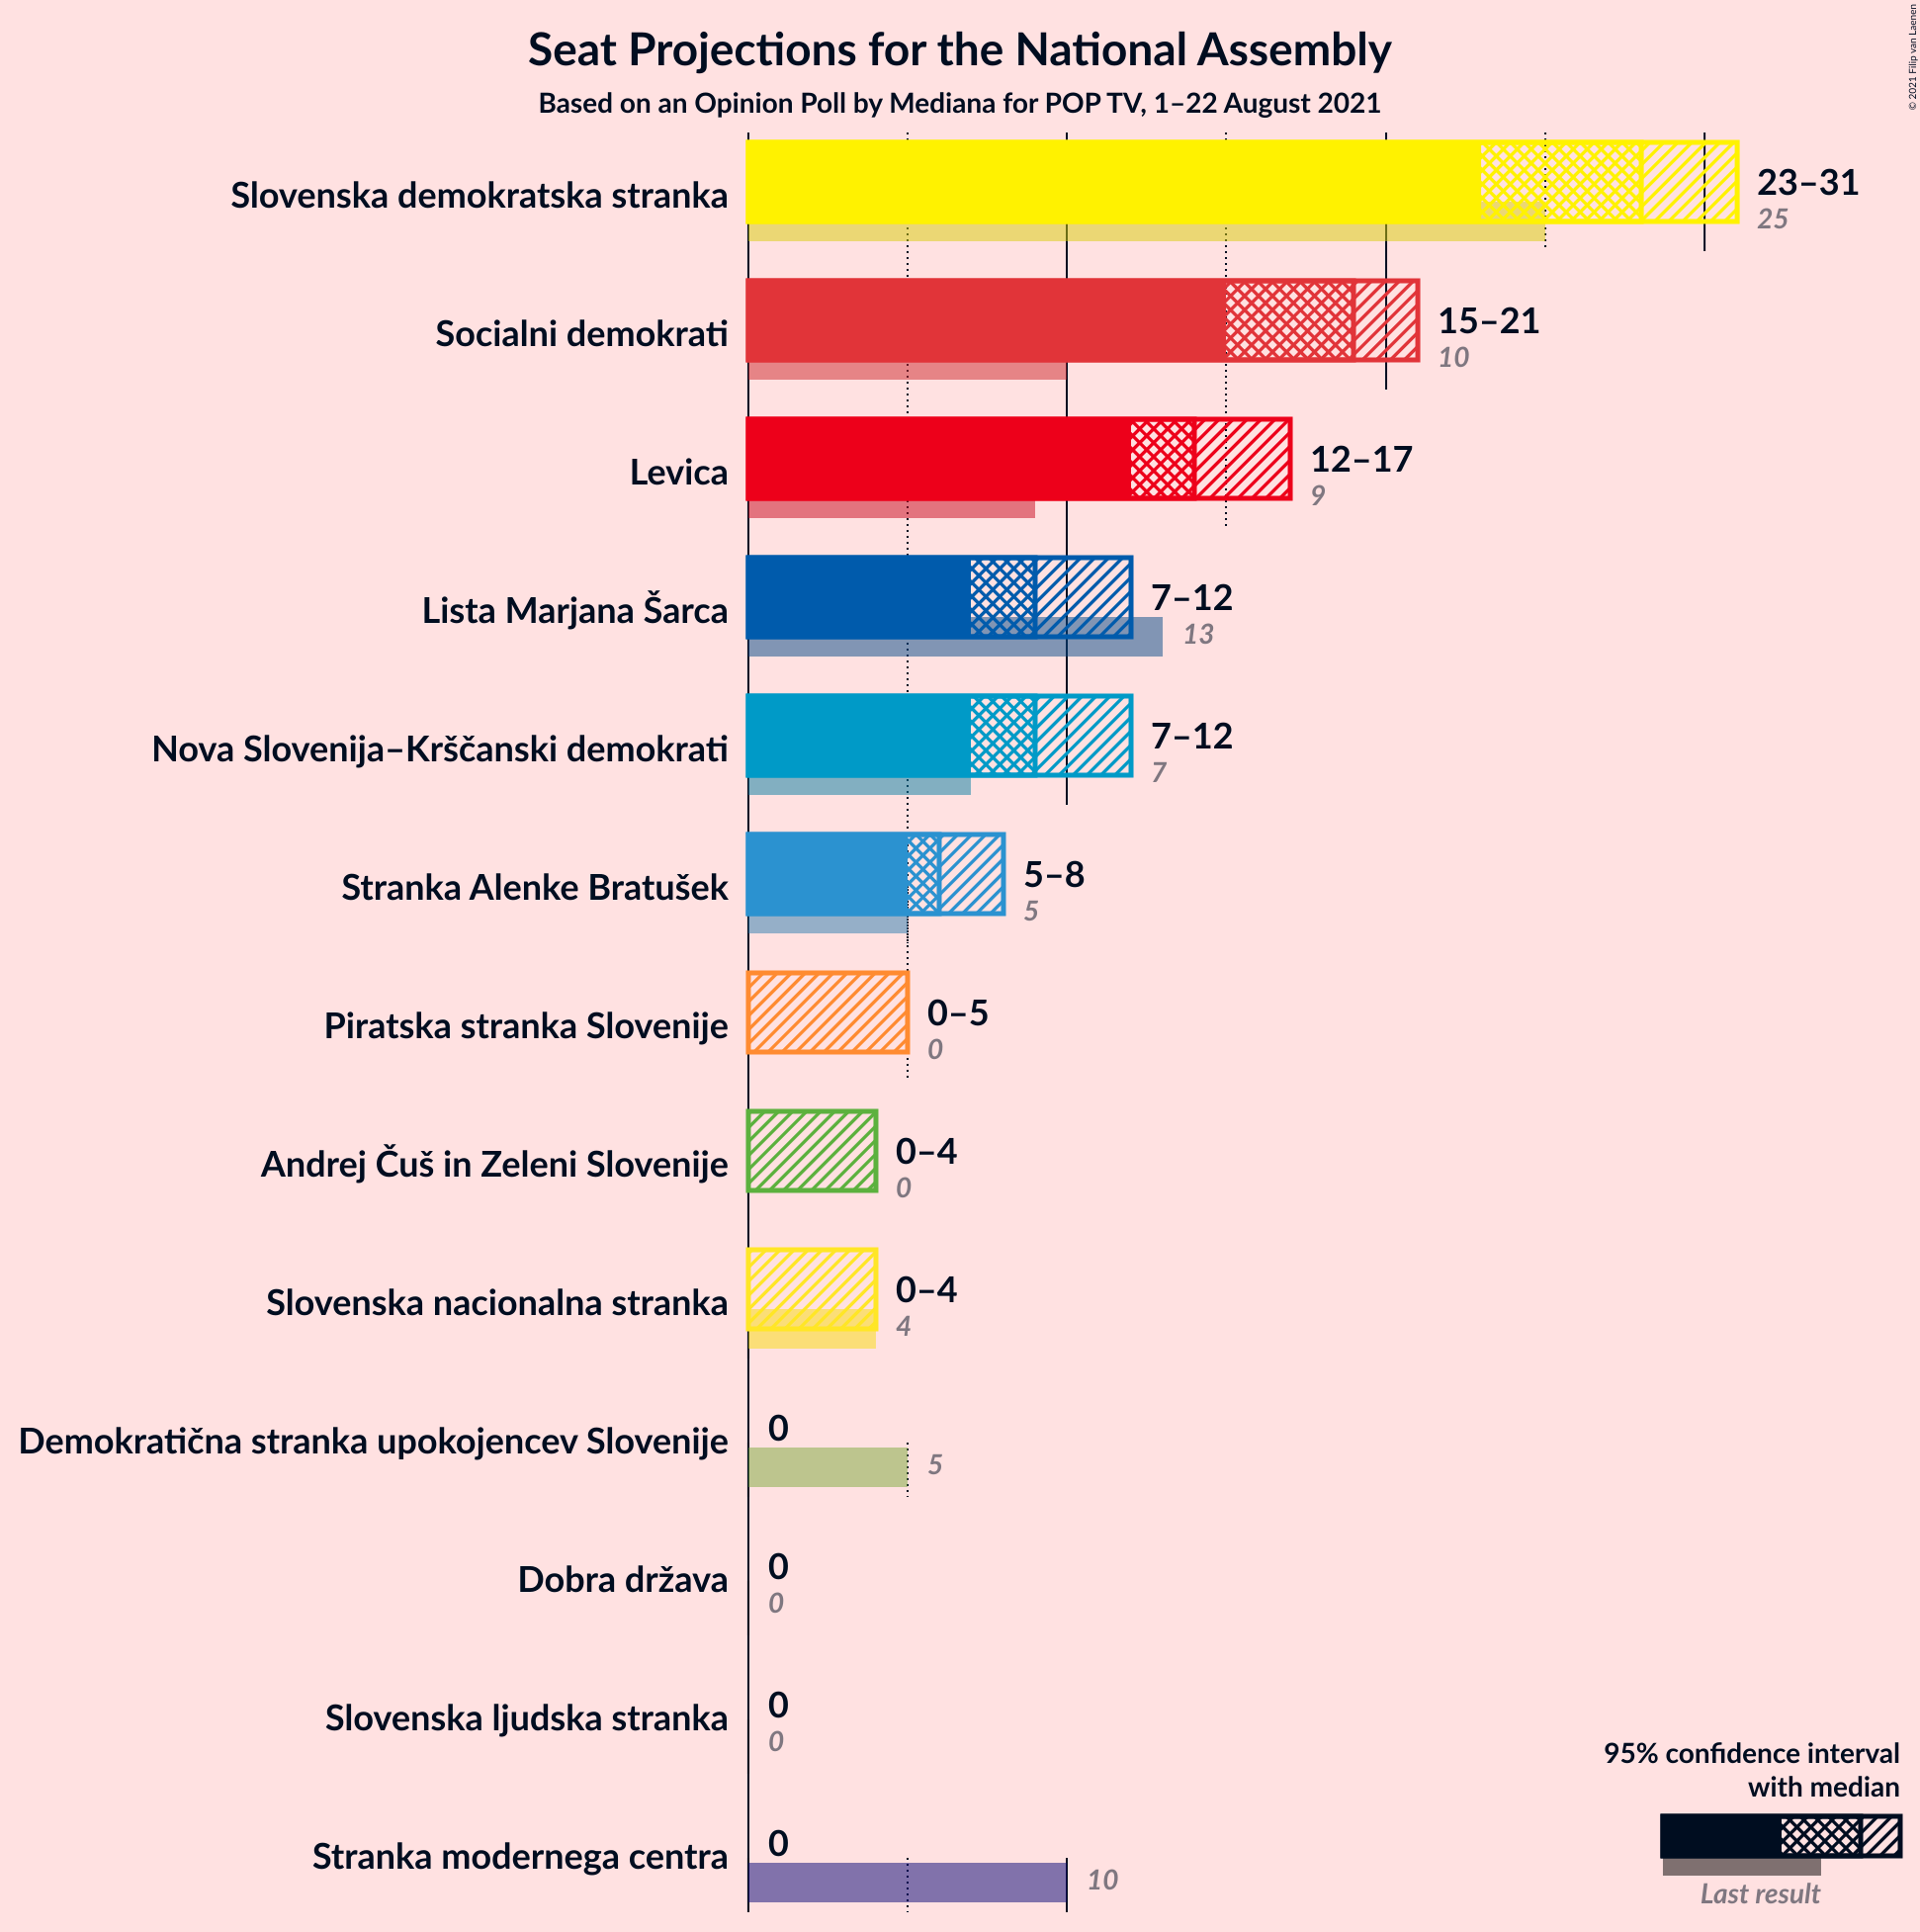 Seat Projections for the National Assembly
Based on an Opinion Poll by Mediana for POP TV, 1–22 August 2021
© 2021 Filip van Laenen
Slovenska demokratska stranka
23–31
25
Socialni demokrati
15–21
10
Levica
12–17
9
Lista Marjana Šarca
7–12
13
Nova Slovenija–Krščanski demokrati
7–12
7
Stranka Alenke Bratušek
5–8
5
Piratska stranka Slovenije
0–5
0
Andrej Čuš in Zeleni Slovenije
0–4
0
Slovenska nacionalna stranka
0–4
4
Demokratična stranka upokojencev Slovenije
0
5
Dobra država
0
0
Slovenska ljudska stranka
0
0
Stranka modernega centra
0
10
95% confidence interval
with median
Last result